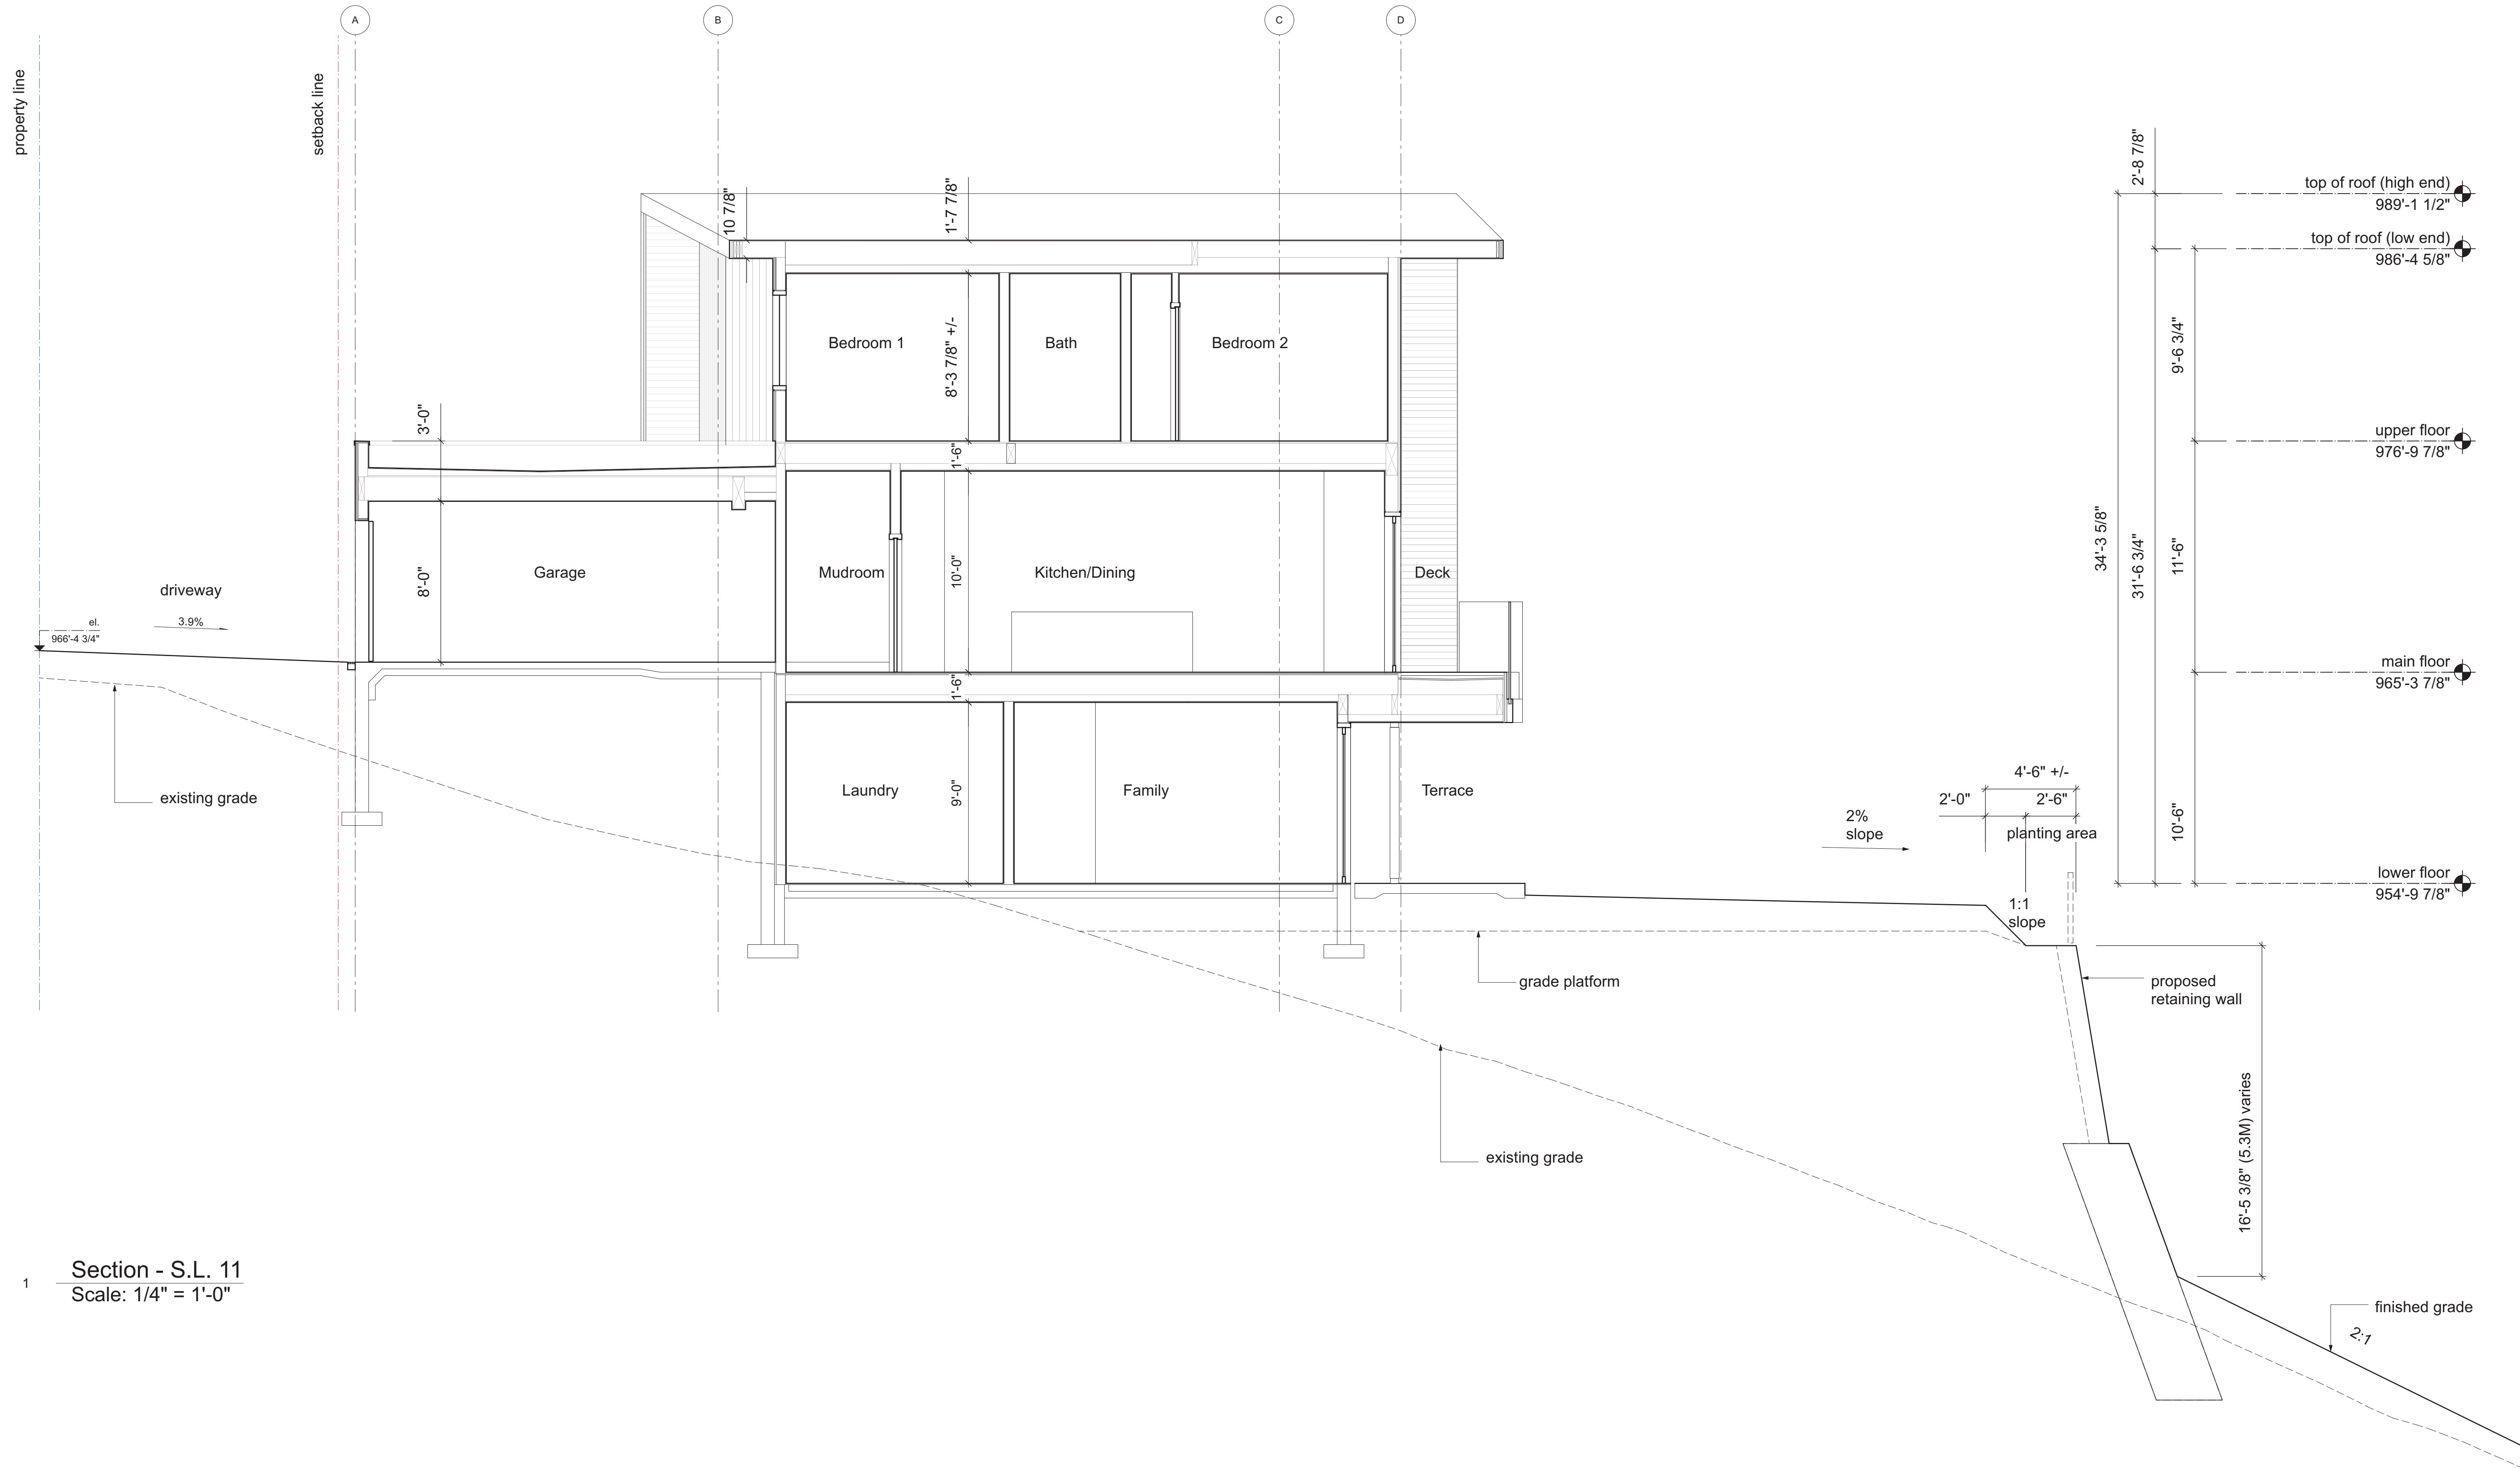 A
B
C
D
property line
setback line
2'-8 7/8"
top of roof (high end)
989'-1 1/2"
10 7/8"
1'-7 7/8"
top of roof (low end)
986'-4 5/8"
Bedroom 1
8'-3 7/8" +/-
Bath
Bedroom 2
9'-6 3/4"
3'-0"
upper floor
976'-9 7/8"
1'-6"
34'-3 5/8"
31'-6 3/4"
11'-6"
driveway
3.9%
el.
966'-4 3/4"
8'-0"
Garage
Mudroom
10'-0"
Kitchen/Dining
Deck
main floor
965'-3 7/8"
1'-6"
existing grade
Laundry
9'-0"
Family
Terrace
2%
slope
4'-6" +/-
2'-0"
2'-6"
planting area
10'-6"
lower floor
954'-9 7/8"
1:1
slope
grade platform
proposed
retaining wall
existing grade
16'-5 3/8" (5.3M) varies
1
Section - S.L. 11
Scale: 1/4" = 1'-0"
finished grade
2:1